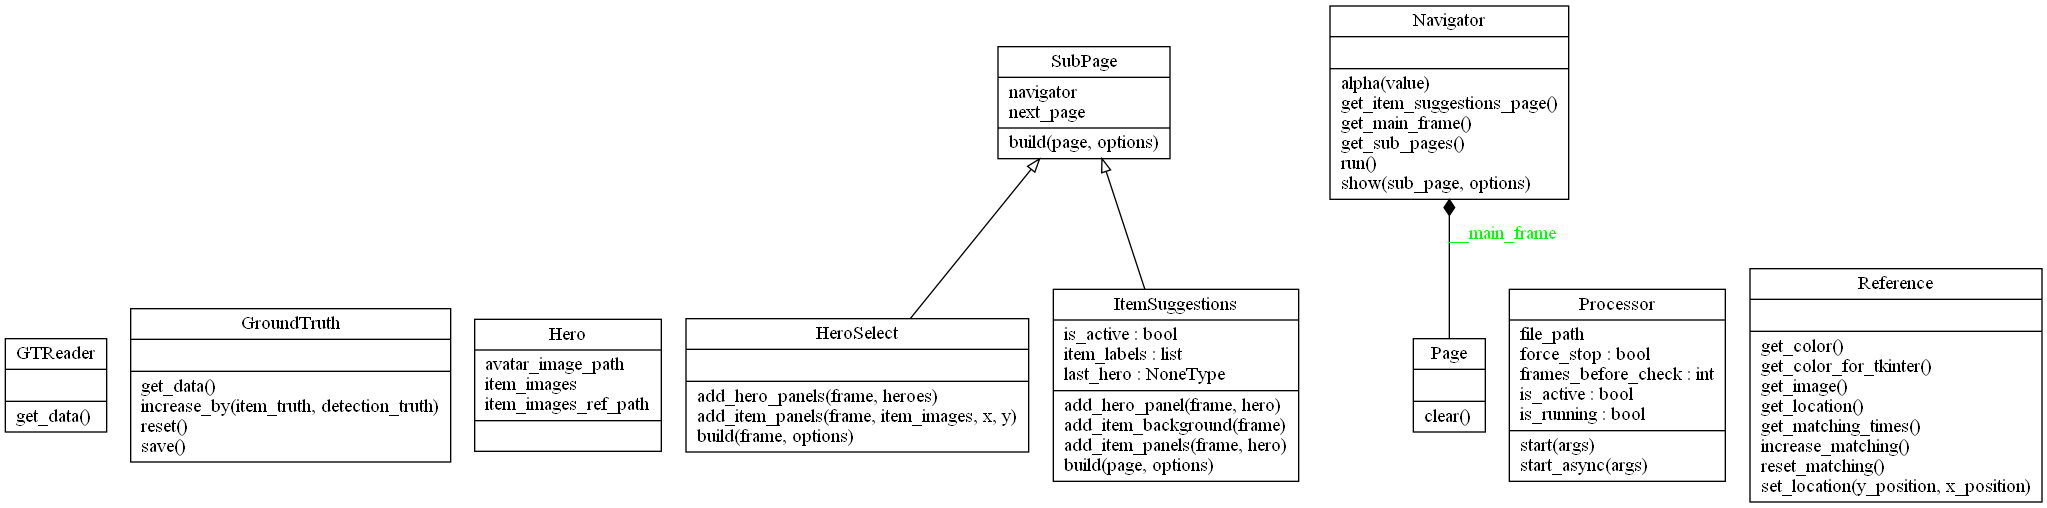 GTReader
get_data()
GroundTruth
get_data()
increase_by(item_truth, detection_truth)
reset()
save()
Hero
avatar_image_path
item_images
item_images_ref_path
SubPage
navigator
next_page
build(page, options)
HeroSelect
add_hero_panels(frame, heroes)
add_item_panels(frame, item_images, x, y)
build(frame, options)
ItemSuggestions
is_active : bool
item_labels : list
last_hero : NoneType
add_hero_panel(frame, hero)
add_item_background(frame)
add_item_panels(frame, hero)
build(page, options)
Navigator
alpha(value)
get_item_suggestions_page()
get_main_frame()
get_sub_pages()
run()
show(sub_page, options)
__main_frame
Page
clear()
Processor
file_path
force_stop : bool
frames_before_check : int
is_active : bool
is_running : bool
start(args)
start_async(args)
Reference
get_color()
get_color_for_tkinter()
get_image()
get_location()
get_matching_times()
increase_matching()
reset_matching()
set_location(y_position, x_position)